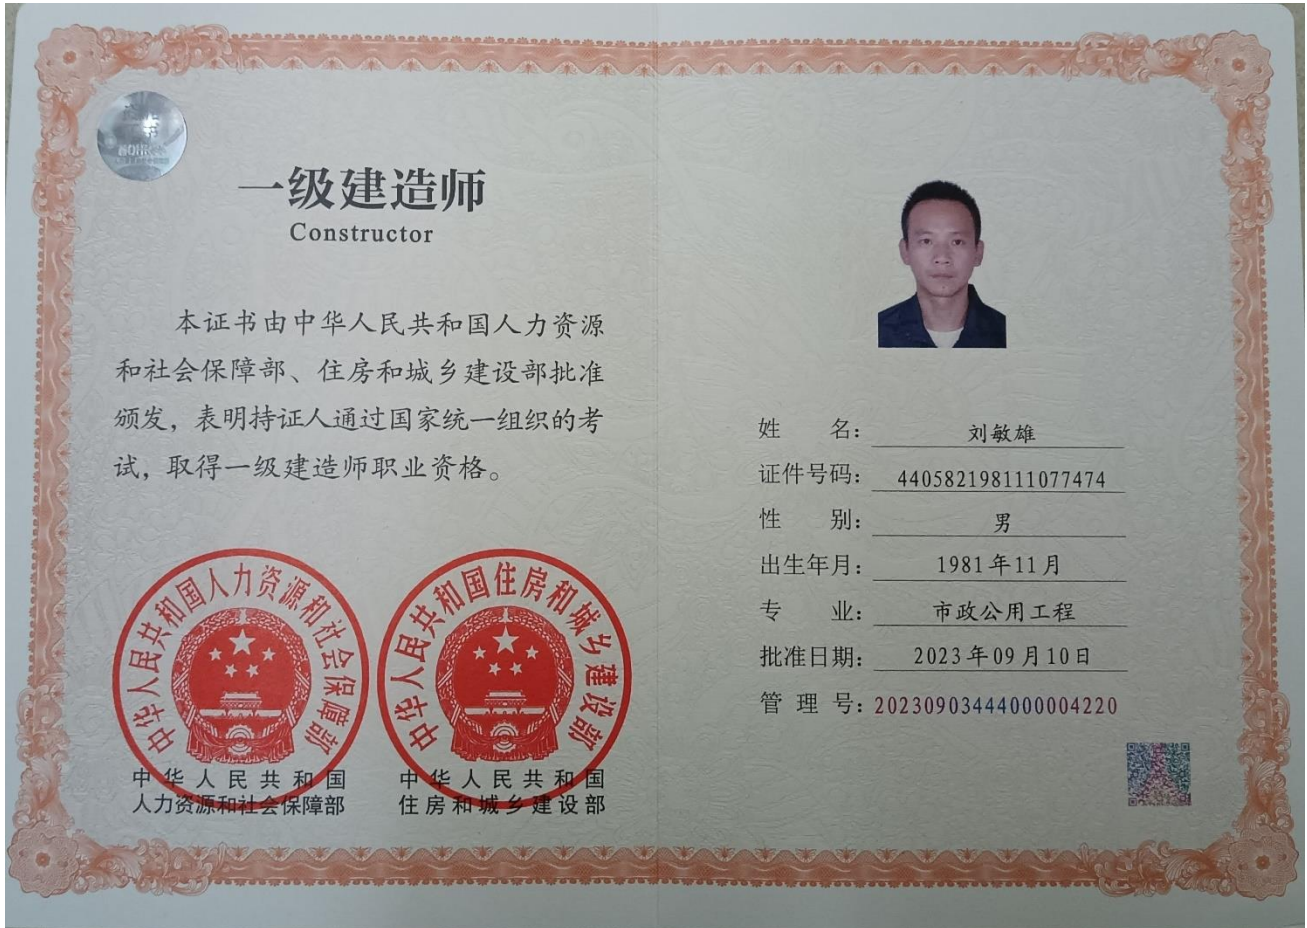 一级建造师
Constructor
本证书由中华人民共和国人力资源
和社会保障部、住房和城乡建设部批准
颁发，表明持证人通过国家统一组织的考
试，取得一级建造师职业资格。
中华人民共和国人力资源和社会保障部
中华人民共和国
人力资源和社会保障部
中华人民共和国住房和城乡建设部
中华人民共和国
住房和城乡建设部
姓 名： 刘敏雄
证件号码： 440582198111077474
性 别： 男
出生年月： 1981年11月
专 业： 市政公用工程
批准日期： 2023年09月10日
管 理 号： 20230903444000004220